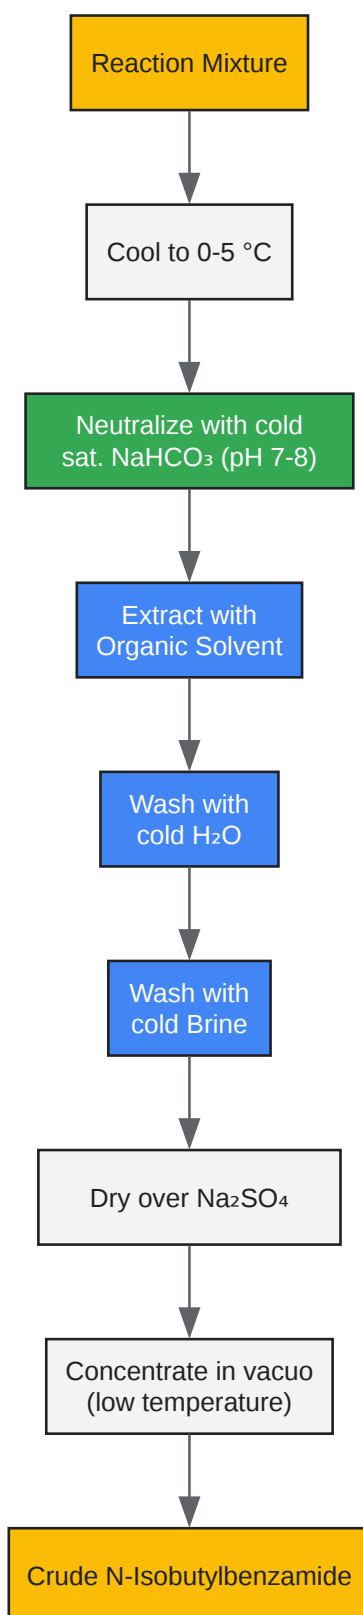 Reaction Mixture
Cool to 0-5 °C
Neutralize with cold
sat. NaHCO₃ (pH 7-8)
Extract with
Organic Solvent
Wash with
cold H₂O
Wash with
cold Brine
Dry over Na₂SO₄
Concentrate in vacuo
(low temperature)
Crude N-Isobutylbenzamide